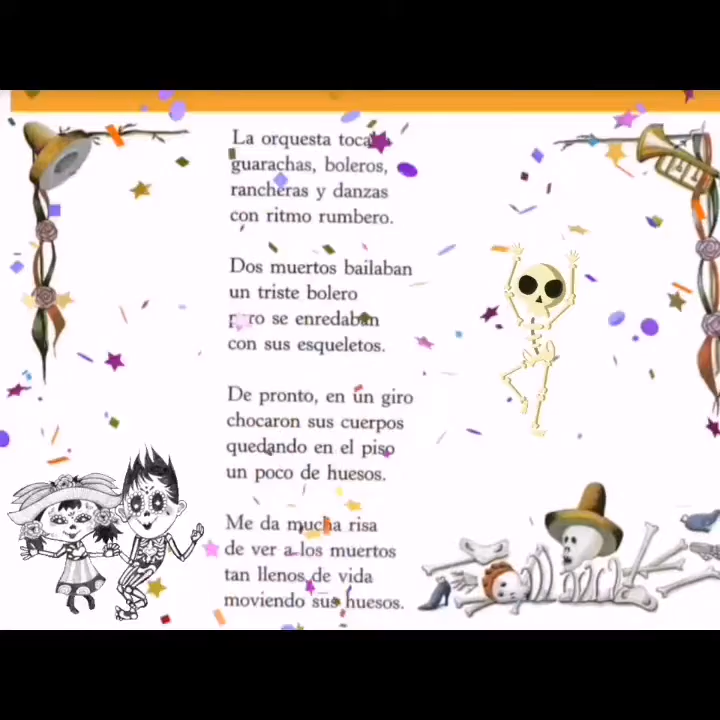 La orquesta tocaba
guarachas, boleros,
rancheras y danzas
con ritmo rumbero.
Dos muertos bailaban
un triste bolero
pero se enredaban
con sus esqueletos.
De pronto, en un giro
chocaron sus cuerpos
quedando en el piso
un poco de huesos.
Me da mucha risa
de ver a los muertos
tan llenos de vida
moviendo sus huesos.